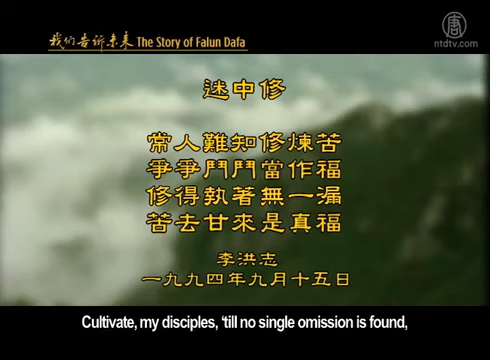 我们告诉未来 The Story of Falun Dafa
ntdtv.com
迷中修
常人難知修煉苦
爭爭鬥鬥當作福
修得執著無一漏
苦去甘來是真福
李洪志
一九九四年九月十五日
Cultivate, my disciples, ‘till no single omission is found,